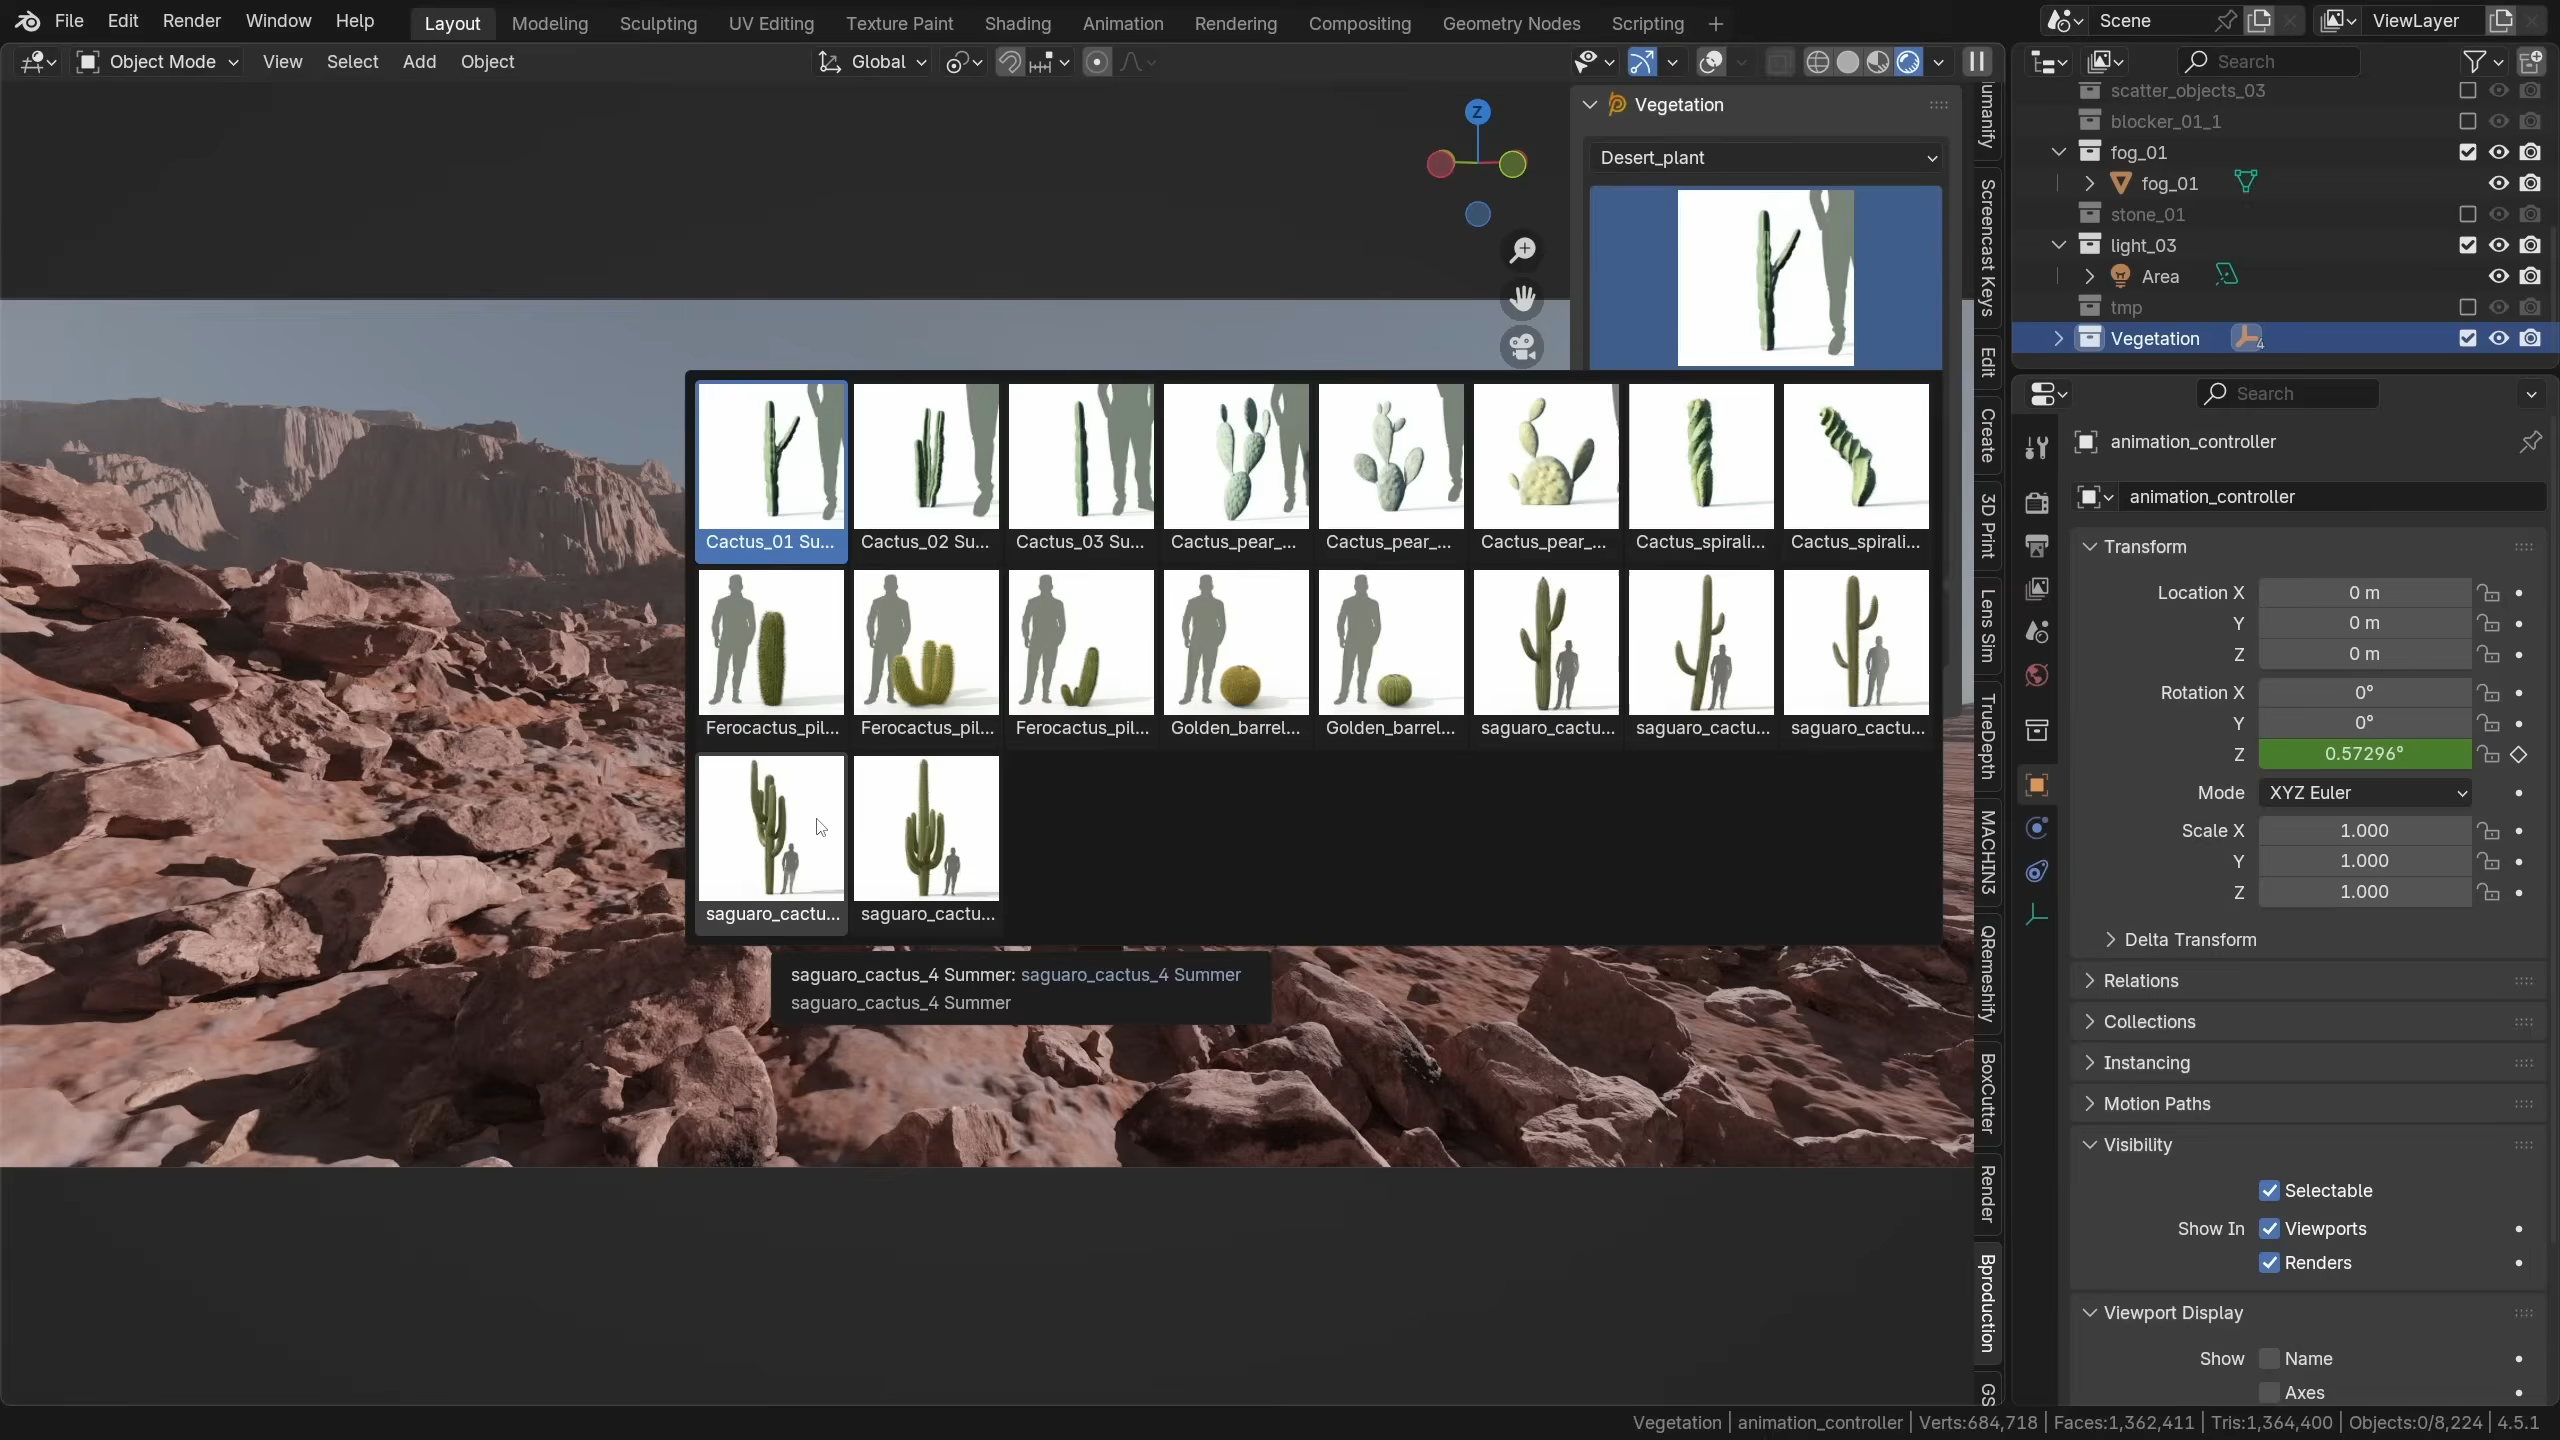 File Edit Render Window Help Layout Modeling Sculpting UV Editing Texture Paint Shading Animation Rendering Compositing Geometry Nodes Scripting + Scene ViewLayer
Object Mode View Select Add Object Global Search
Z
Vegetation
Desert_plant
umanify
Screencast Keys
Edit
Create
3D Print
Lens Sim
TrueDepth
MACHIN3
QRemeshify
BoxCutter
Render
Bproduction
GS
Cactus_01 Su... Cactus_02 Su... Cactus_03 Su... Cactus_pear_... Cactus_pear_... Cactus_pear_... Cactus_spirali... Cactus_spirali...
Ferocactus_pil... Ferocactus_pil... Ferocactus_pil... Golden_barrel... Golden_barrel... saguaro_cactu... saguaro_cactu... saguaro_cactu...
saguaro_cactu... saguaro_cactu...
saguaro_cactus_4 Summer: saguaro_cactus_4 Summer
saguaro_cactus_4 Summer
scatter_objects_03
blocker_01_1
fog_01
fog_01
stone_01
light_03
Area
tmp
Vegetation 4
Search
animation_controller
animation_controller
Transform
Location X 0 m
Y 0 m
Z 0 m
Rotation X 0°
Y 0°
Z 0.57296°
Mode XYZ Euler
Scale X 1.000
Y 1.000
Z 1.000
Delta Transform
Relations
Collections
Instancing
Motion Paths
Visibility
Selectable
Show In Viewports
Renders
Viewport Display
Show Name
Axes
Vegetation | animation_controller | Verts:684,718 | Faces:1,362,411 | Tris:1,364,400 | Objects:0/8,224 | 4.5.1